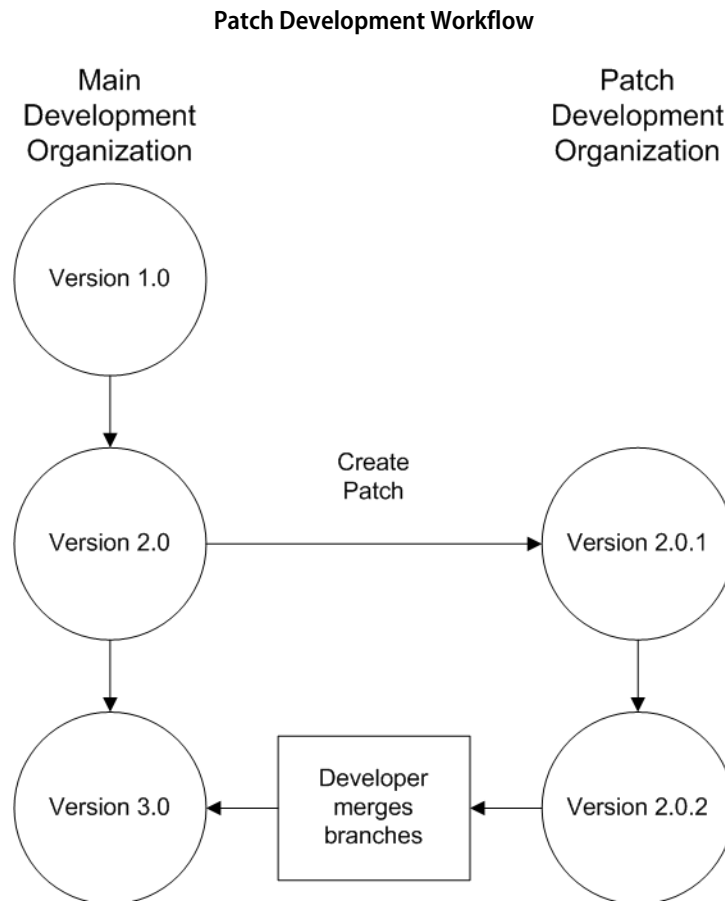 Patch Development Workflow
Main
Development
Organization
Patch
Development
Organization
Version 1.0
Create
Patch
Version 2.0
Version 2.0.1
Developer
merges
branches
Version 3.0
Version 2.0.2